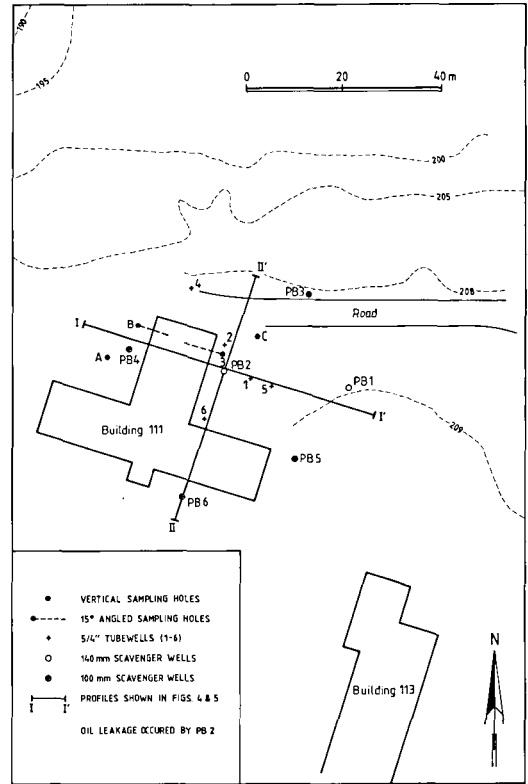 190
195
0 20 40 m
200
205
II'
4
PB3
208
Road
I
B
2
C
A
PB4
3
PB2
1
5
PB1
I'
6
209
Building 111
PB5
PB6
II
VERTICAL SAMPLING HOLES
15° ANGLED SAMPLING HOLES
5/4" TUBEWELLS (1-6)
140 mm SCAVENGER WELLS
100 mm SCAVENGER WELLS
I I' PROFILES SHOWN IN FIGS. 4 & 5
OIL LEAKAGE OCCURED BY PB 2
Building 113
N